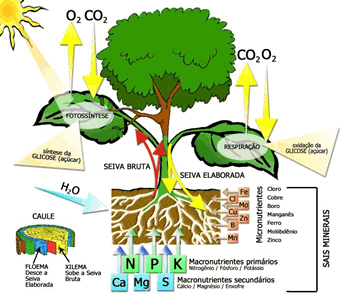 O2 CO2
CO2 O2
FOTOSSÍNTESE
RESPIRAÇÃO
síntese da
GLICOSE (açúcar)
oxidação da
GLICOSE (açúcar)
SEIVA BRUTA
SEIVA ELABORADA
H2O
CAULE
FLOEMA
Desce a
Seiva
Elaborada
XILEMA
Sobe a Seiva
Bruta
Fe
Cl
Mo
Cu
Zn
B
Mn
Micronutrientes
Cloro
Cobre
Boro
Manganês
Ferro
Molibdênio
Zinco
SAIS MINERAIS
N P K
Macronutrientes primários
Nitrogênio / Fósforo / Potássio
Ca Mg S
Macronutrientes secundários
Cálcio / Magnésio / Enxofre